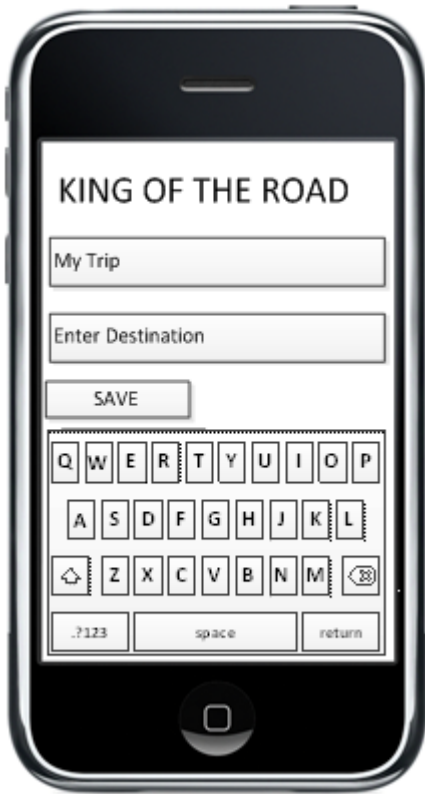 KING OF THE ROAD
My Trip
Enter Destination
SAVE
Q W E R T Y U I O P
A S D F G H J K L
Z X C V B N M
.?123 space return